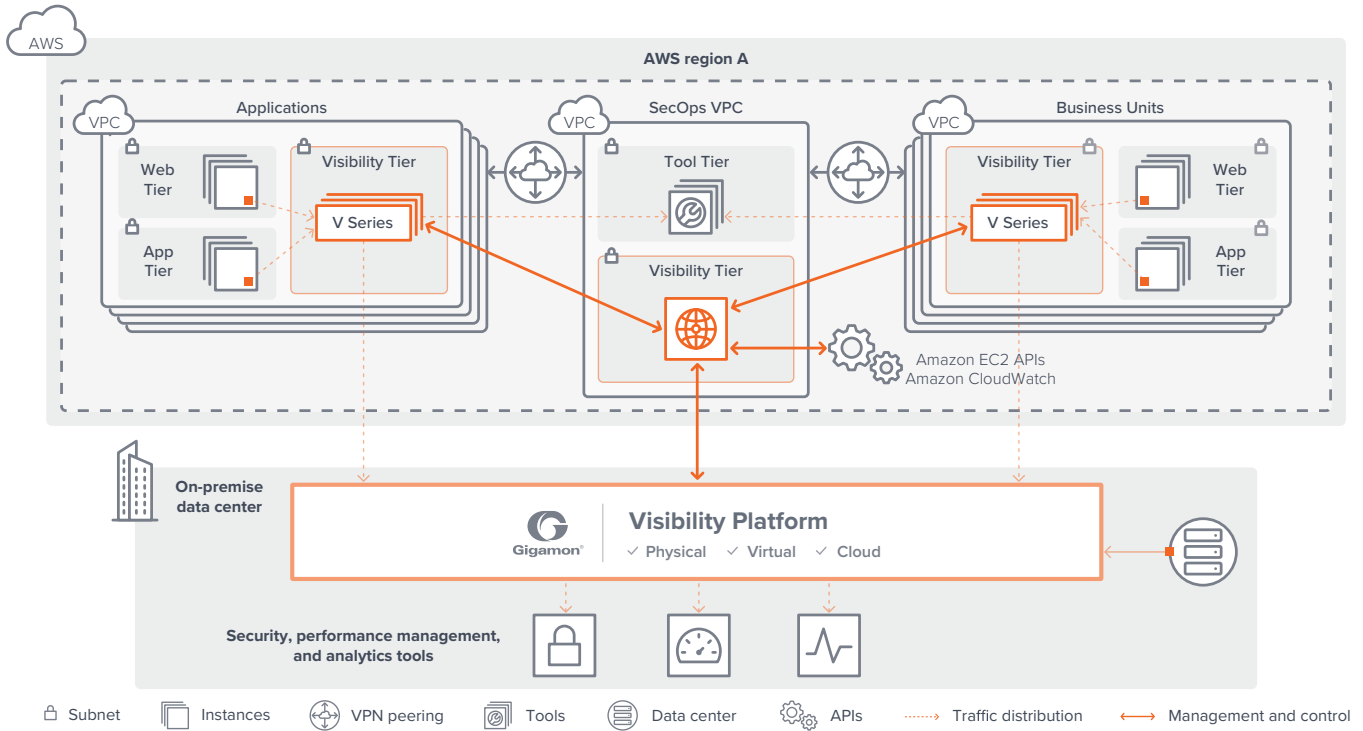 AWS
AWS region A
Applications
SecOps VPC
Business Units
VPC
VPC
VPC
Web
Tier
Visibility Tier
V Series
App
Tier
Tool Tier
Visibility Tier
Visibility Tier
V Series
Web
Tier
App
Tier
Amazon EC2 APIs
Amazon CloudWatch
On-premise
data center
Gigamon®
Visibility Platform
✓ Physical ✓ Virtual ✓ Cloud
Security, performance management,
and analytics tools
Subnet
Instances
VPN peering
Tools
Data center
APIs
Traffic distribution
Management and control